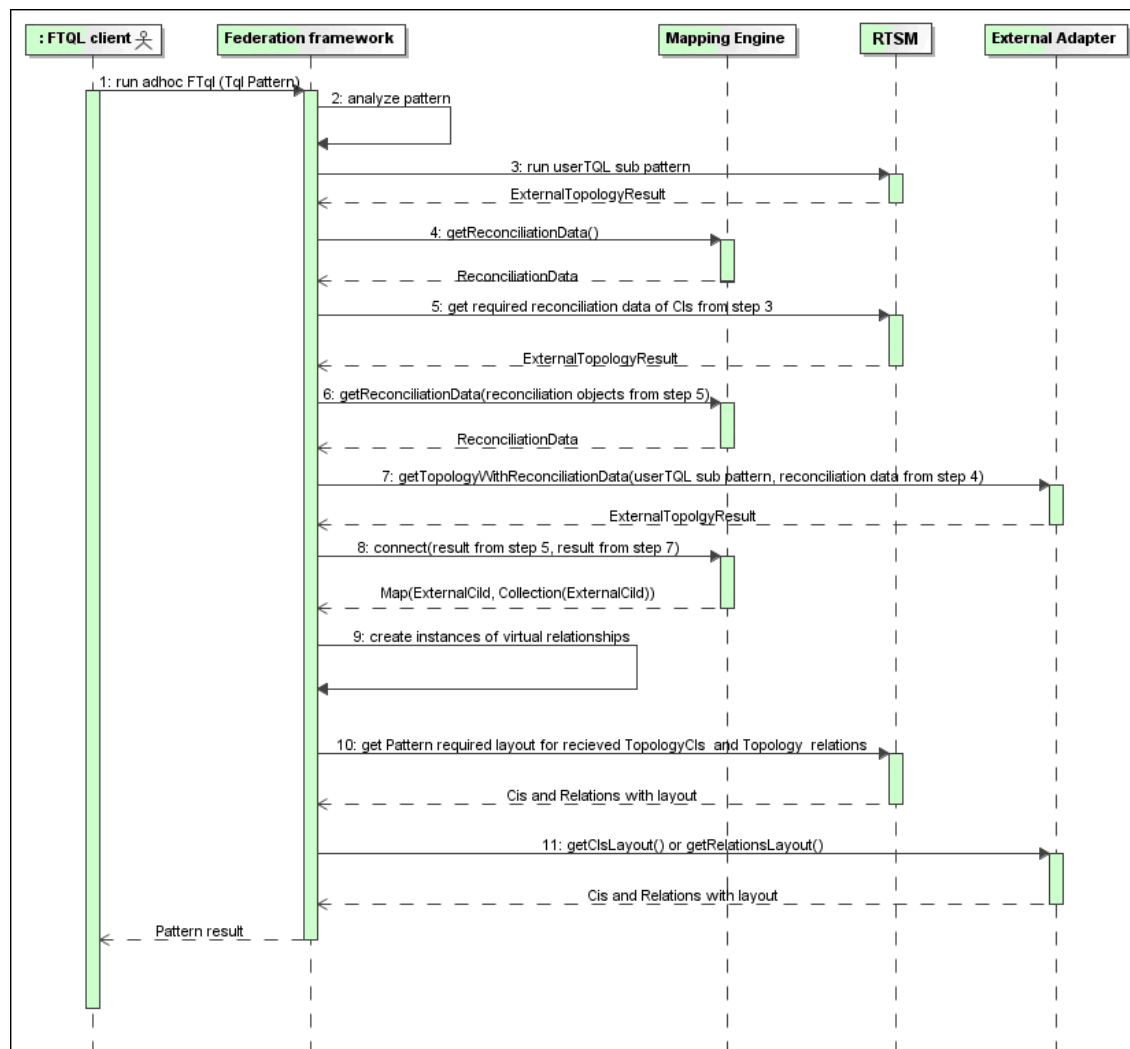 : FTQL client
Federation framework
Mapping Engine
RTSM
External Adapter
1: run adhoc FTql (Tql Pattern)
2: analyze pattern
3: run userTQL sub pattern
ExternalTopologyResult
4: getReconciliationData()
ReconciliationData
5: get required reconciliation data of CIs from step 3
ExternalTopologyResult
6: getReconciliationData(reconciliation objects from step 5)
ReconciliationData
7: getTopologyWithReconciliationData(userTQL sub pattern, reconciliation data from step 4)
ExternalTopolgyResult
8: connect(result from step 5, result from step 7)
Map(ExternalCiId, Collection(ExternalCiId))
9: create instances of virtual relationships
10: get Pattern required layout for recieved TopologyCIs and Topology relations
Cis and Relations with layout
11: getCIsLayout() or getRelationsLayout()
Cis and Relations with layout
Pattern result